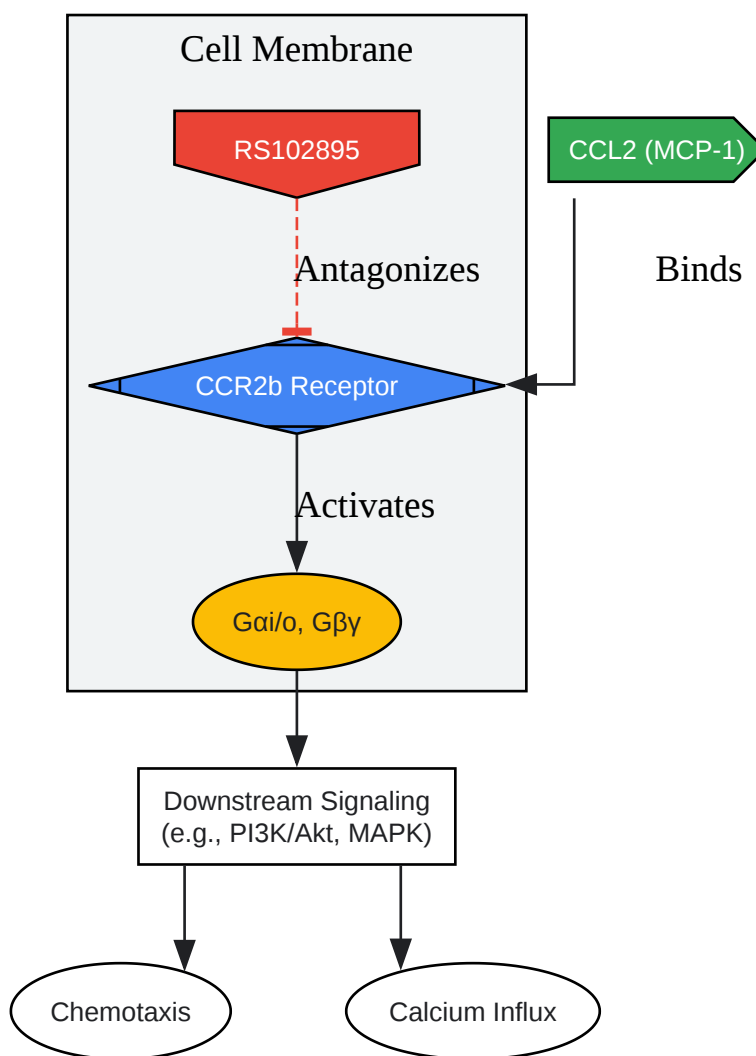 Cell Membrane
RS102895
CCL2 (MCP-1)
Antagonizes
Binds
CCR2b Receptor
Activates
Gαi/o, Gβγ
Downstream Signaling
(e.g., PI3K/Akt, MAPK)
Chemotaxis
Calcium Influx